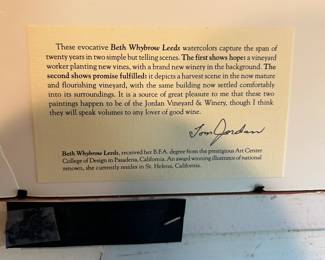 These evocative Beth Whybrow Leeds watercolors capture the span of
twenty years in two simple but telling scenes. The first shows hope: a vineyard
worker planting new vines, with a brand new winery in the background. The
second shows promise fulfilled: it depicts a harvest scene in the now mature
and flourishing vineyard, with the same building now settled comfortably
into its surroundings. It is a source of great pleasure to me that these two
paintings happen to be of the Jordan Vineyard & Winery, though I think
they will speak volumes to any lover of good wine.
Tom Jordan
Beth Whybrow Leeds, received her B.F.A. degree from the prestigious Art Center
College of Design in Pasadena, California. An award winning illustrator of national
renown, she currently resides in St. Helena, California.